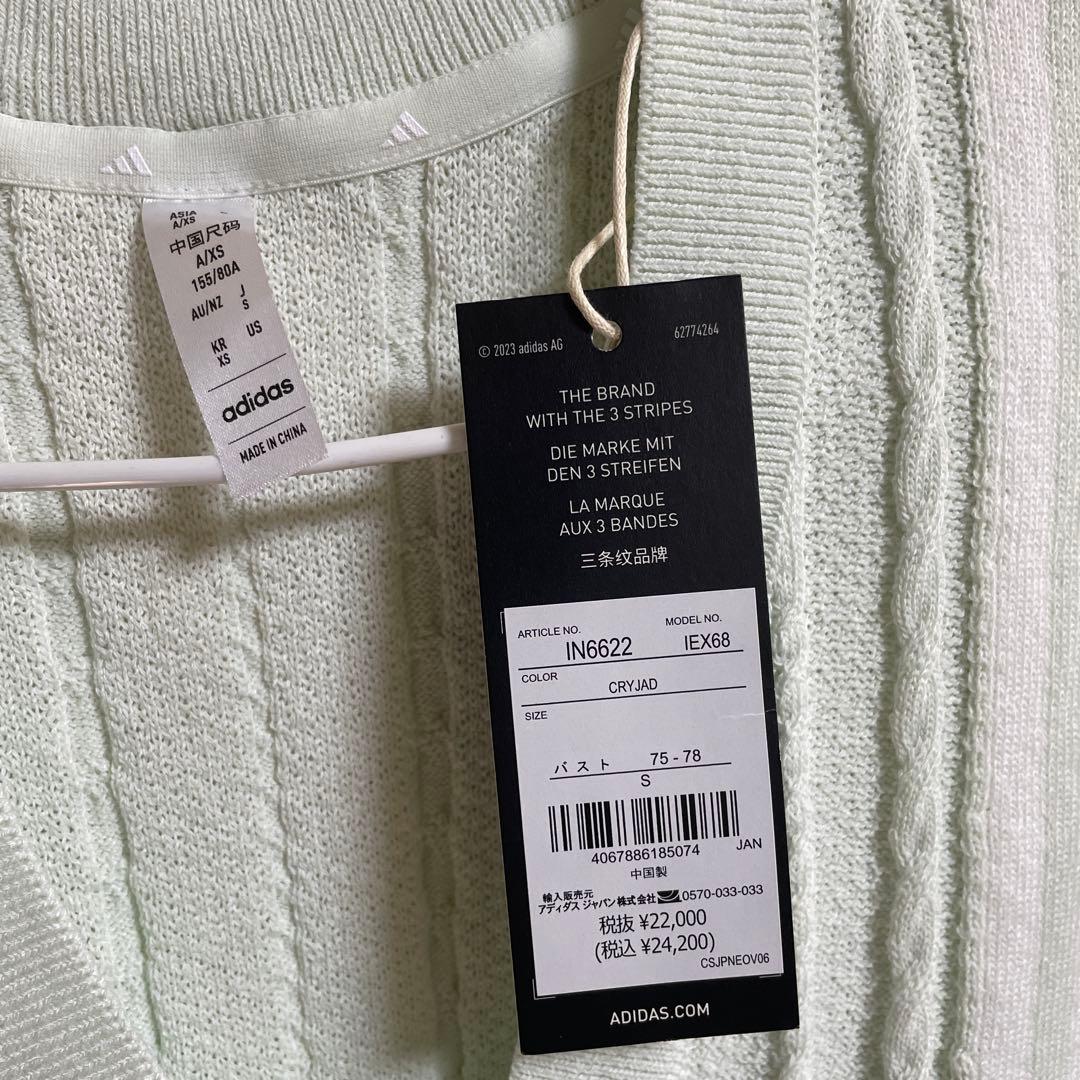 ASIA
A/XS
中国尺码
A/XS
155/80A
AU/NZ J
S
KR US
XS
adidas
MADE IN CHINA
© 2023 adidas AG 62774264
THE BRAND
WITH THE 3 STRIPES
DIE MARKE MIT
DEN 3 STREIFEN
LA MARQUE
AUX 3 BANDES
三条纹品牌
ARTICLE NO. MODEL NO.
IN6622 IEX68
COLOR
CRYJAD
SIZE
バスト 75-78
S
4067886185074 JAN
中国製
輸入販売元
アディダス ジャパン株式会社 0570-033-033
税抜 ¥22,000
(税込 ¥24,200)
CSJPNEOV06
ADIDAS.COM